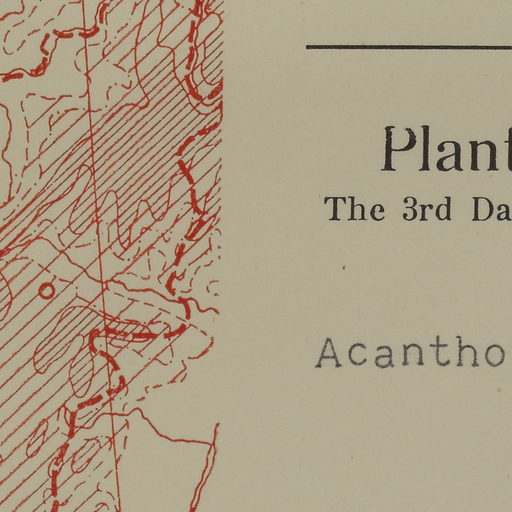 Plant
The 3rd Da
Acantho